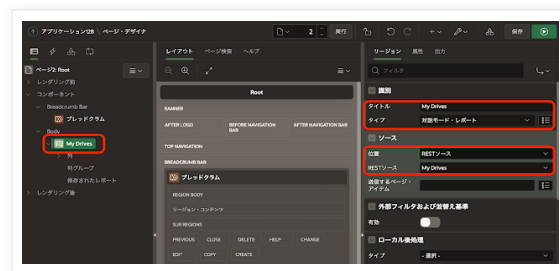 アプリケーション128 \ ページ・デザイナ
2
実行
保存
ページ2: Root
レンダリング前
コンポーネント
Breadcrumb Bar
ブレッドクラム
Body
My Drives
列
列グループ
保存されたレポート
レンダリング後
レイアウト ページ検索 ヘルプ
Root
BANNER
AFTER LOGO
BEFORE NAVIGATION BAR
AFTER NAVIGATION BAR
TOP NAVIGATION
BREADCRUMB BAR
ブレッドクラム
REGION BODY
リージョン・コンテンツ
SUB REGIONS
PREVIOUS CLOSE DELETE HELP CHANGE
EDIT COPY CREATE
リージョン 属性 出力
フィルタ
識別
タイトル My Drives
タイプ 対話モード・レポート
ソース
位置 RESTソース
RESTソース My Drives
送信するページ・アイテム
外部フィルタおよび並替え基準
有効
ローカル後処理
タイプ - 選択 -